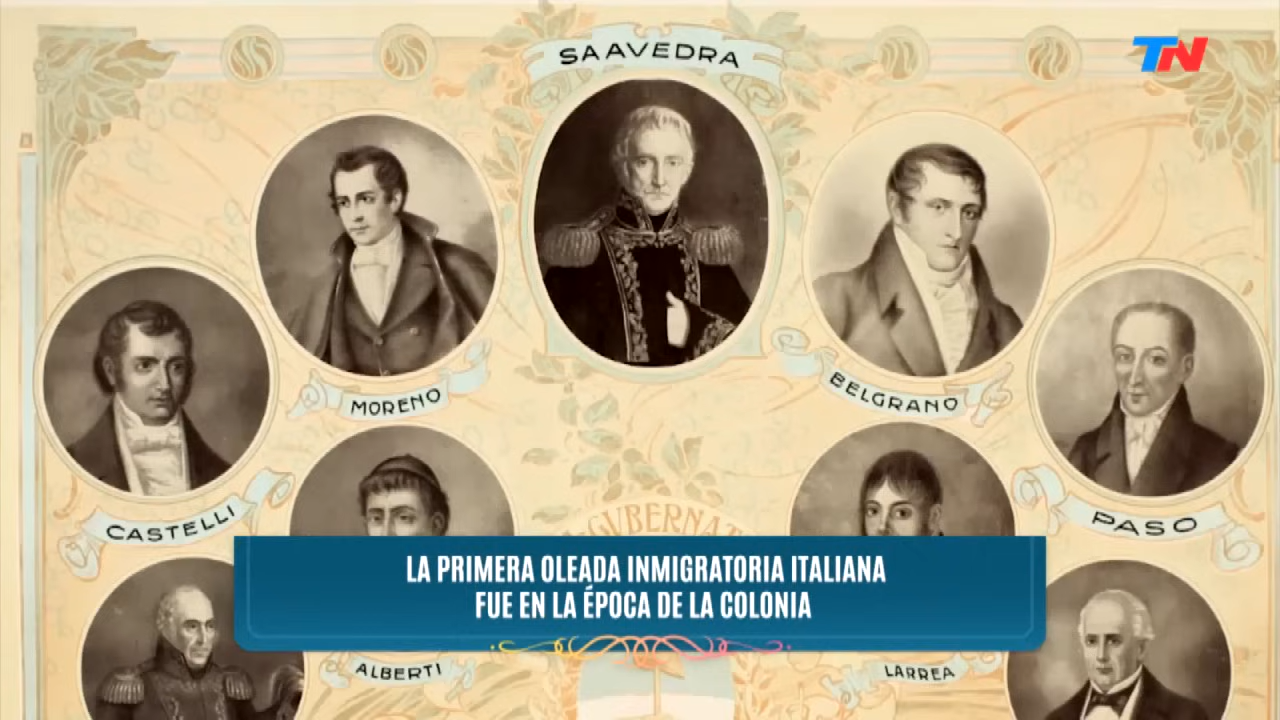 SAAVEDRA
TN
MORENO
BELGRANO
CASTELLI
PASO
LA PRIMERA OLEADA INMIGRATORIA ITALIANA
FUE EN LA ÉPOCA DE LA COLONIA
ALBERTI
LARREA